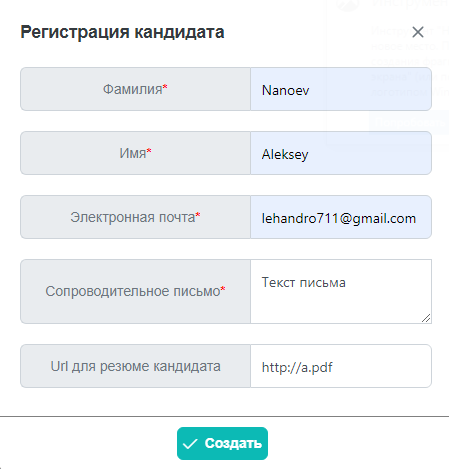 Регистрация кандидата
Фамилия* Nanoev
Имя* Aleksey
Электронная почта* lehandro711@gmail.com
Сопроводительное письмо* Текст письма
Url для резюме кандидата http://a.pdf
Создать